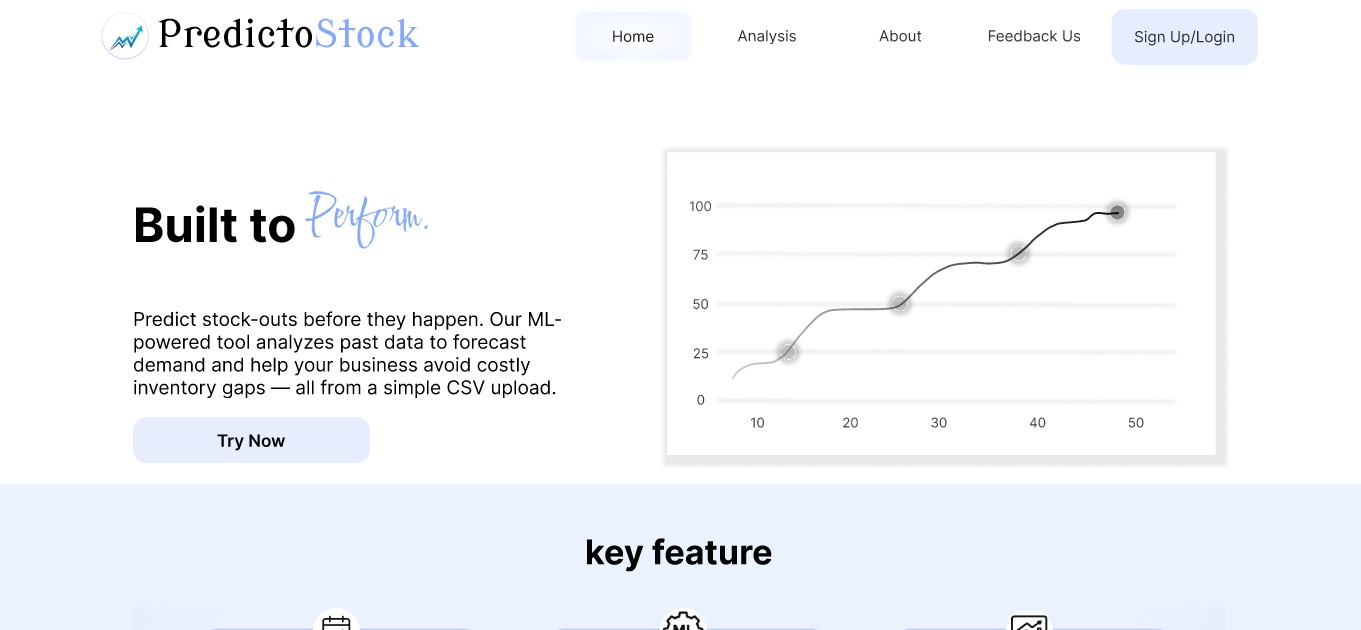 PredictoStock
Home
Analysis
About
Feedback Us
Sign Up/Login
Built to Perform.
Predict stock-outs before they happen. Our ML-
powered tool analyzes past data to forecast
demand and help your business avoid costly
inventory gaps — all from a simple CSV upload.
Try Now
100
75
50
25
0
10 20 30 40 50
key feature
ML